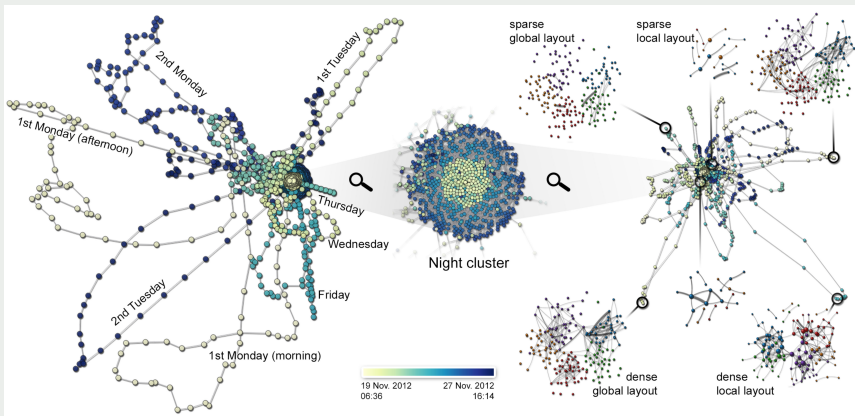 2nd Monday
1st Tuesday
1st Monday (afternoon)
Thursday
Wednesday
Friday
2nd Tuesday
1st Monday (morning)
Night cluster
19 Nov. 2012
06:36
27 Nov. 2012
16:14
sparse
global layout
sparse
local layout
dense
global layout
dense
local layout